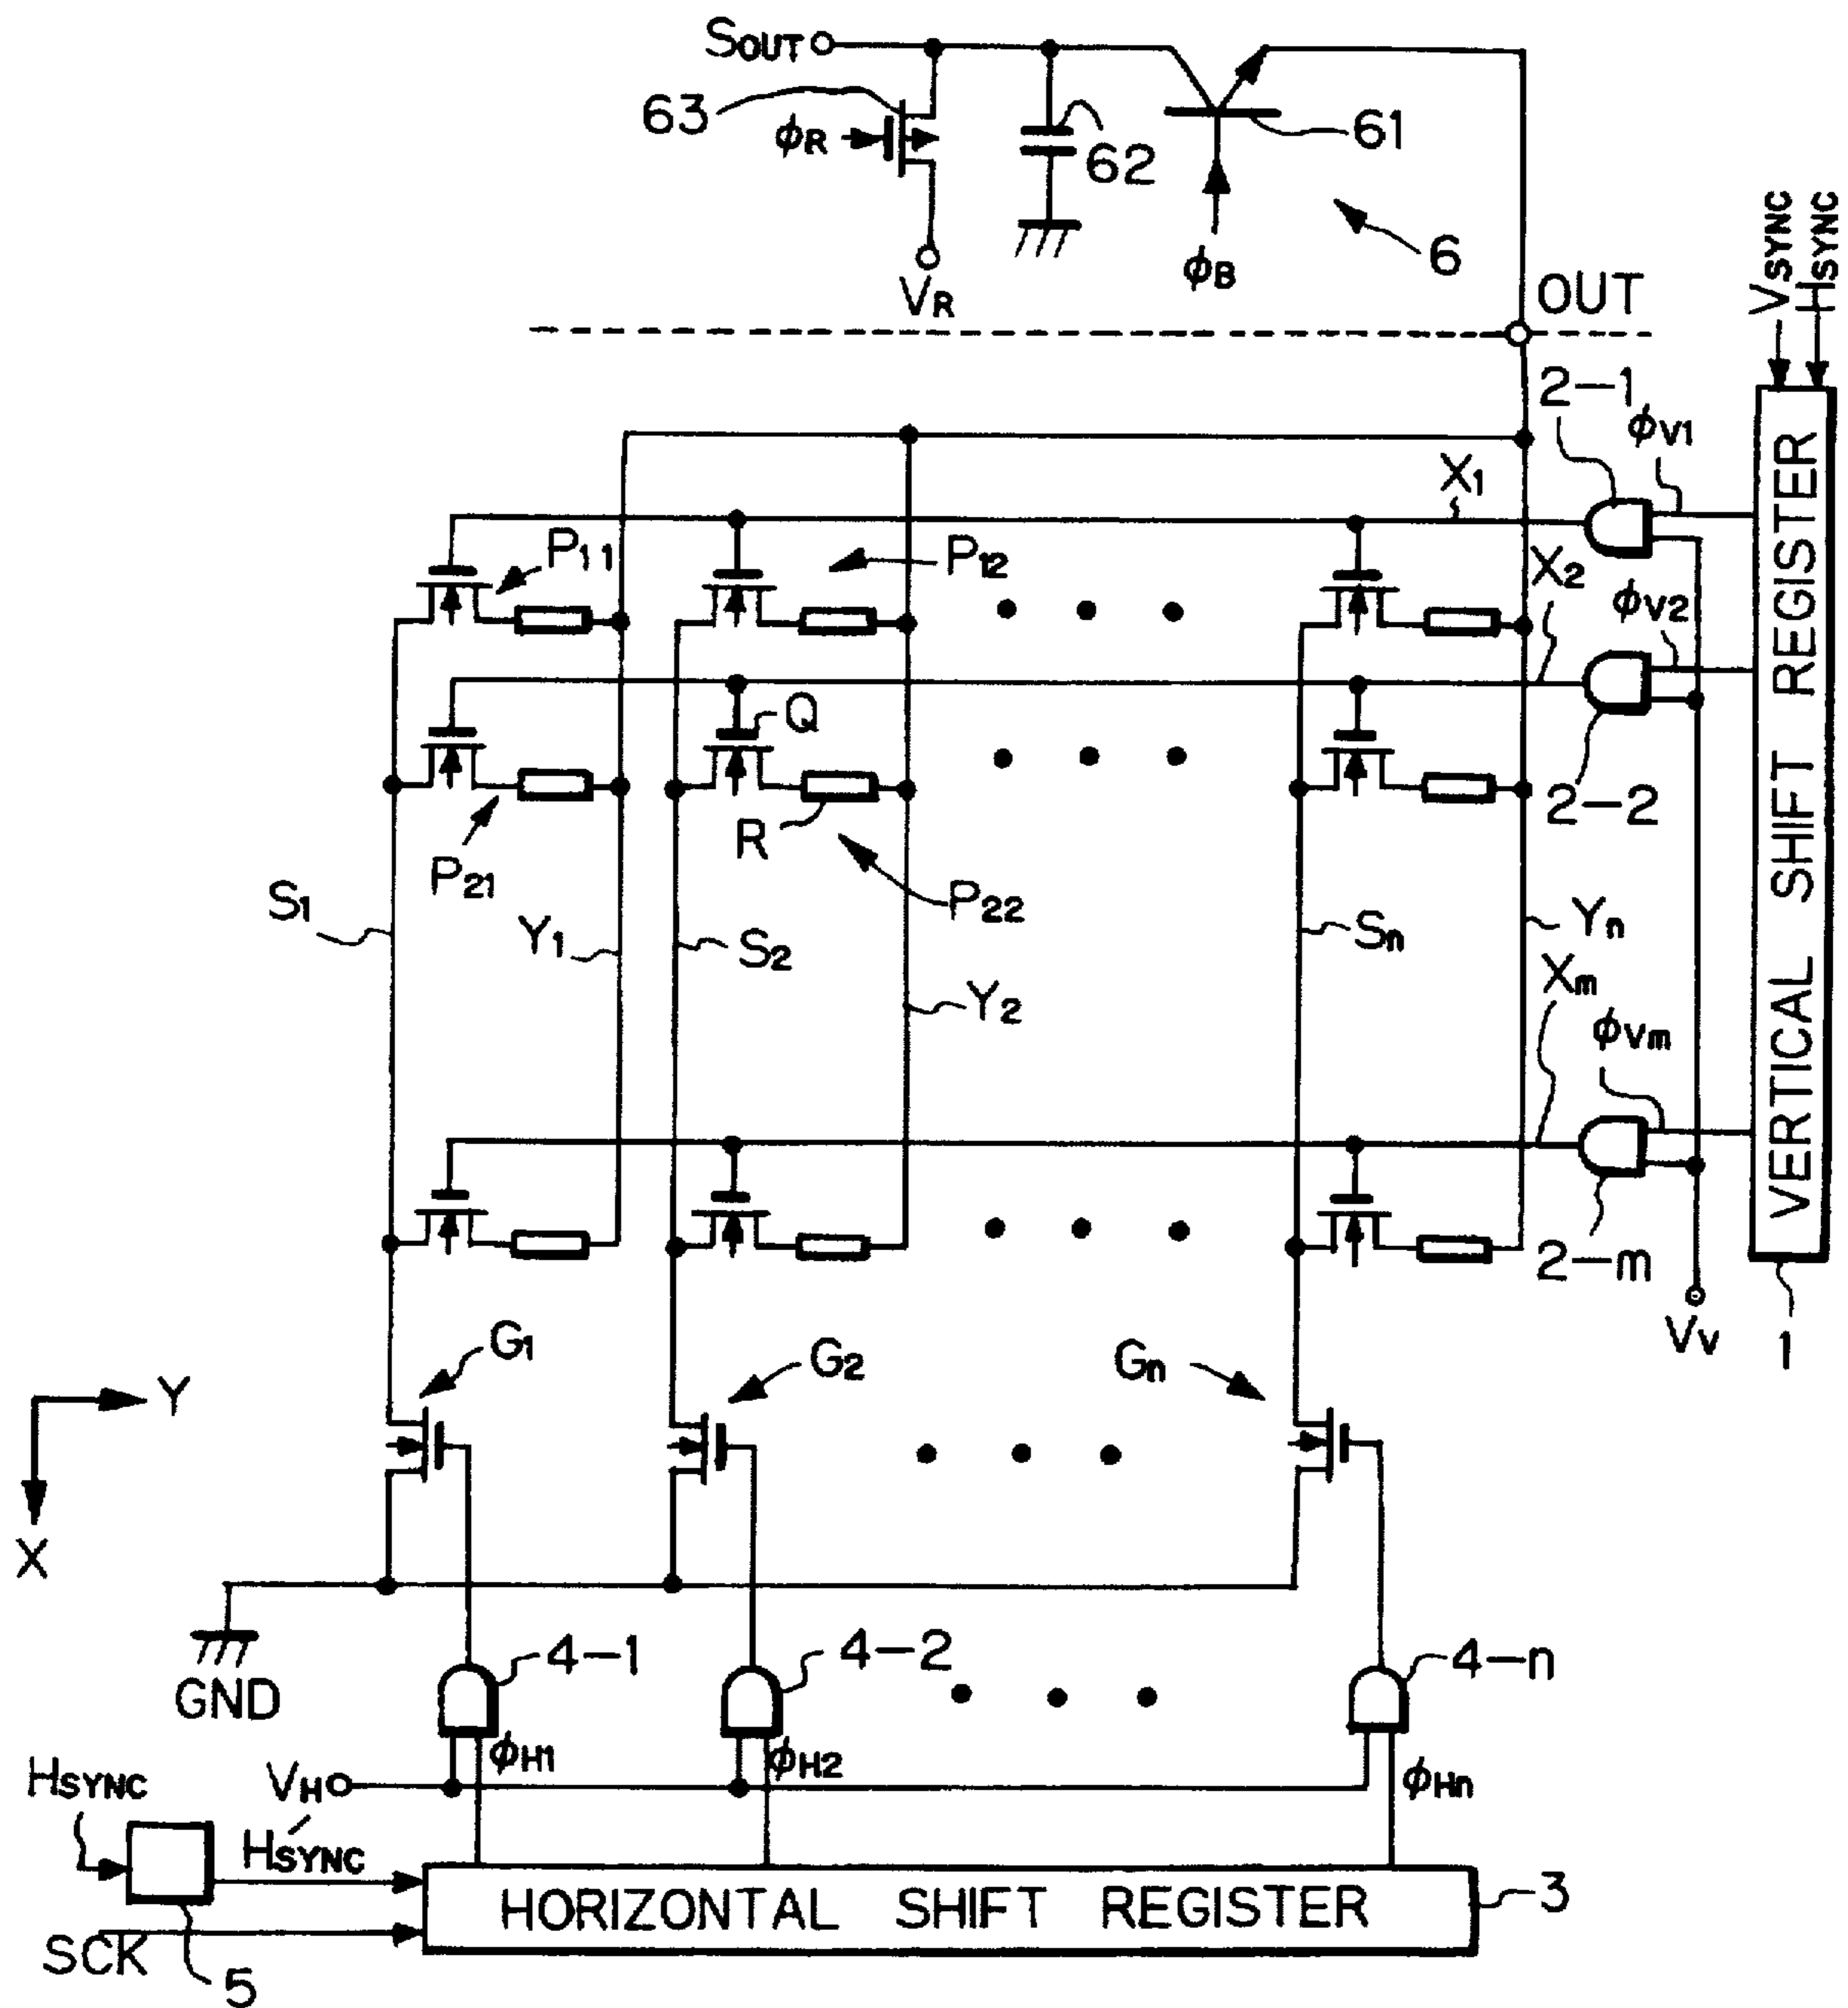 SOUT
63
φR
62
61
6
VR
φB
OUT
VSYNC
HSYNC
2-1
φV1
X1
P11
P12
X2
φV2
Q
2-2
R
P21
P22
S1
Y1
S2
Y2
Sn
Yn
Xm
φVm
2-m
VERTICAL SHIFT REGISTER
1
VV
G1
G2
Gn
Y
X
GND
4-1
4-2
4-n
φH1
φH2
φHn
VH
HSYNC
H'SYNC
HORIZONTAL SHIFT REGISTER
3
SCK
5